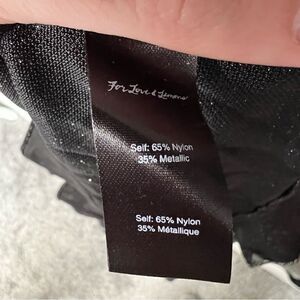 For Love & Lemons
Self: 65% Nylon
35% Metallic
Self: 65% Nylon
35% Métallique